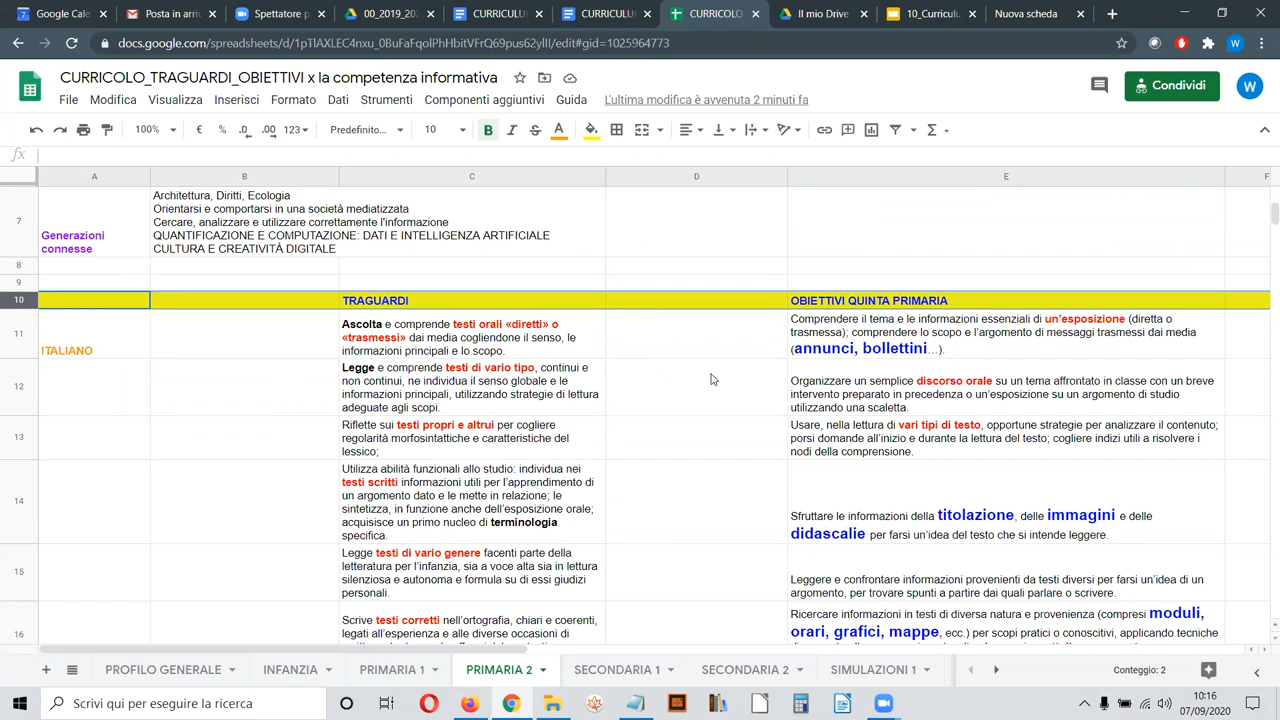 Google Cale
Posta in arri
Spettatore p
00_2019_20
CURRICULU
CURRICULU
CURRICOLO
Il mio Drive
10_Curricul
Nuova scheda
docs.google.com/spreadsheets/d/1pTlAXLEC4nxu_0BuFaFqolPhHbitVFrQ69pus62ylII/edit#gid=1025964773
CURRICOLO_TRAGUARDI_OBIETTIVI x la competenza informativa
Condividi
W
File Modifica Visualizza Inserisci Formato Dati Strumenti Componenti aggiuntivi Guida L'ultima modifica è avvenuta 2 minuti fa
100% € % .0 .00 123 Predefinito... 10 B I S A Σ
fx
A B C D E F
7
Generazioni
connesse
Architettura, Diritti, Ecologia
Orientarsi e comportarsi in una società mediatizzata
Cercare, analizzare e utilizzare correttamente l'informazione
QUANTIFICAZIONE E COMPUTAZIONE: DATI E INTELLIGENZA ARTIFICIALE
CULTURA E CREATIVITÀ DIGITALE
8
9
10 TRAGUARDI OBIETTIVI QUINTA PRIMARIA
11
ITALIANO
Ascolta e comprende testi orali «diretti» o
«trasmessi» dai media cogliendone il senso, le
informazioni principali e lo scopo.
Comprendere il tema e le informazioni essenziali di un'esposizione (diretta o
trasmessa); comprendere lo scopo e l'argomento di messaggi trasmessi dai media
(annunci, bollettini…).
12
Legge e comprende testi di vario tipo, continui e
non continui, ne individua il senso globale e le
informazioni principali, utilizzando strategie di lettura
adeguate agli scopi.
Organizzare un semplice discorso orale su un tema affrontato in classe con un breve
intervento preparato in precedenza o un'esposizione su un argomento di studio
utilizzando una scaletta.
13
Riflette sui testi propri e altrui per cogliere
regolarità morfosintattiche e caratteristiche del
lessico;
Usare, nella lettura di vari tipi di testo, opportune strategie per analizzare il contenuto;
porsi domande all'inizio e durante la lettura del testo; cogliere indizi utili a risolvere i
nodi della comprensione.
14
Utilizza abilità funzionali allo studio: individua nei
testi scritti informazioni utili per l'apprendimento di
un argomento dato e le mette in relazione; le
sintetizza, in funzione anche dell'esposizione orale;
acquisisce un primo nucleo di terminologia
specifica.
Sfruttare le informazioni della titolazione, delle immagini e delle
didascalie per farsi un'idea del testo che si intende leggere.
15
Legge testi di vario genere facenti parte della
letteratura per l'infanzia, sia a voce alta sia in lettura
silenziosa e autonoma e formula su di essi giudizi
personali.
Leggere e confrontare informazioni provenienti da testi diversi per farsi un'idea di un
argomento, per trovare spunti a partire dai quali parlare o scrivere.
16
Scrive testi corretti nell'ortografia, chiari e coerenti,
legati all'esperienza e alle diverse occasioni di
Ricercare informazioni in testi di diversa natura e provenienza (compresi moduli,
orari, grafici, mappe, ecc.) per scopi pratici o conoscitivi, applicando tecniche
PROFILO GENERALE INFANZIA PRIMARIA 1 PRIMARIA 2 SECONDARIA 1 SECONDARIA 2 SIMULAZIONI 1 Conteggio: 2
Scrivi qui per eseguire la ricerca
10:16
07/09/2020